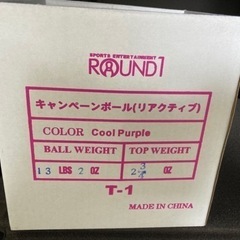 SPORTS ENTERTAINMENT
ROUND1
キャンペーンボール(リアクティブ)
COLOR Cool Purple
BALL WEIGHT TOP WEIGHT
13 LBS 2 OZ 2 3/4 OZ
T-1
MADE IN CHINA